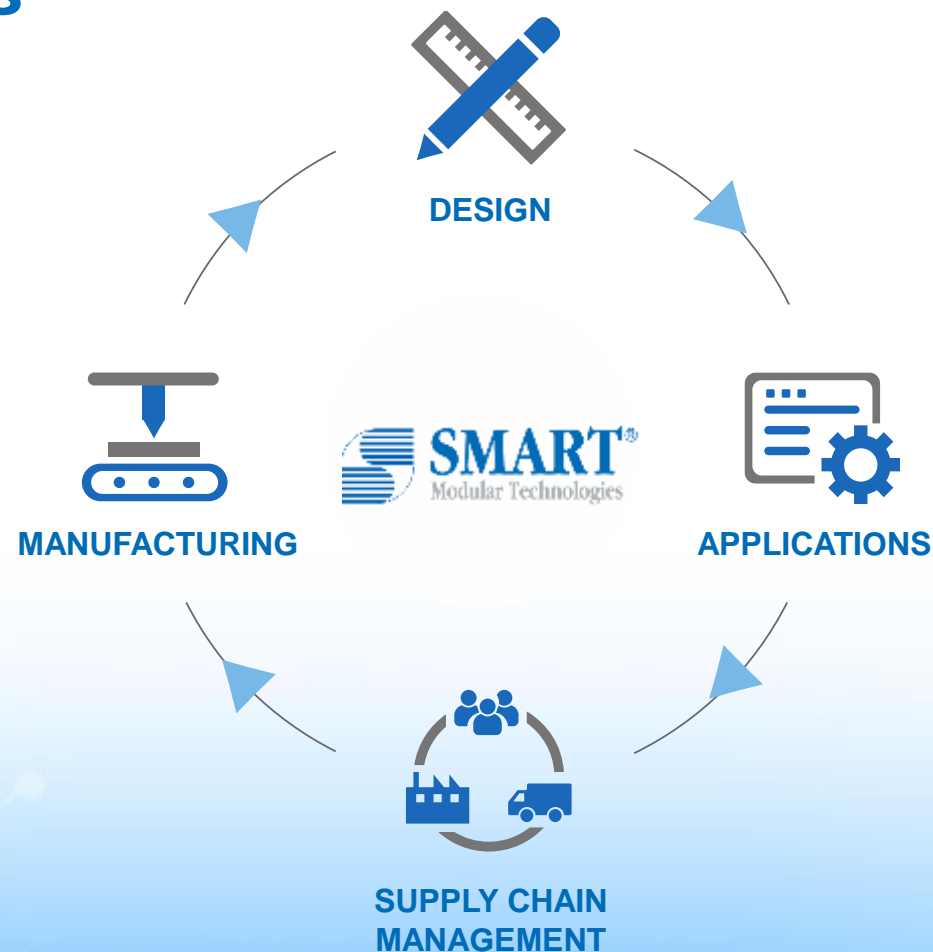 DESIGN
SMART®
Modular Technologies
MANUFACTURING
APPLICATIONS
SUPPLY CHAIN
MANAGEMENT